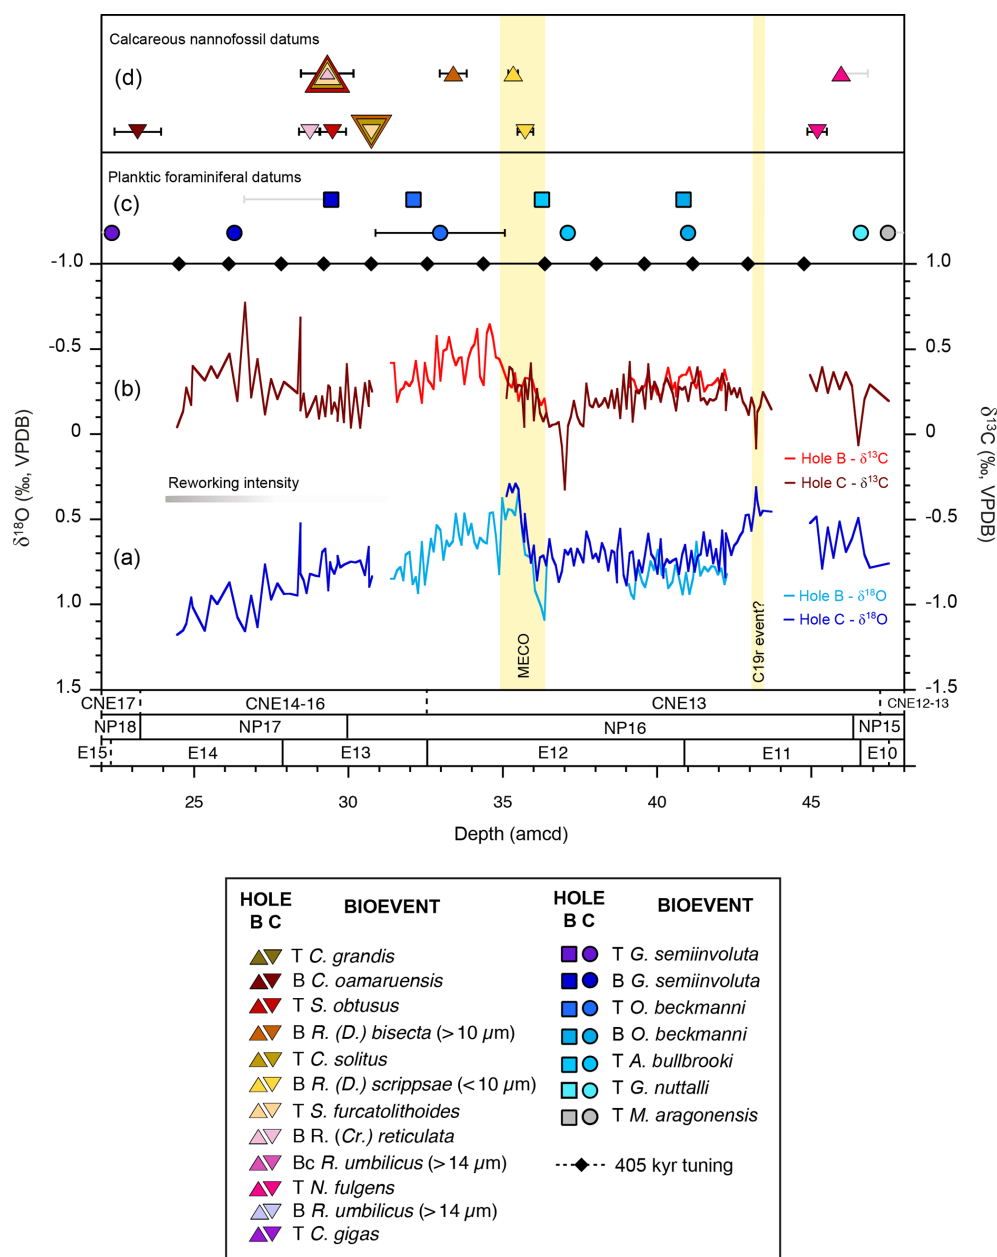 Calcareous nannofossil datums
(d)
Planktic foraminiferal datums
(c)
-1.0 1.0
-0.5 0.5
(b)
0 0
δ18O (‰, VPDB)
δ13C (‰, VPDB)
Hole B - δ13C
Hole C - δ13C
Reworking intensity
0.5 -0.5
(a)
Hole B - δ18O
1.0 -1.0
Hole C - δ18O
MECO
C19r event?
1.5 -1.5
CNE17 CNE14-16 CNE13 CNE12-13
NP18 NP17 NP16 NP15
E15 E14 E13 E12 E11 E10
25 30 35 40 45
Depth (amcd)
HOLE
B C BIOEVENT
T C. grandis
B C. oamaruensis
T S. obtusus
B R. (D.) bisecta (>10 µm)
T C. solitus
B R. (D.) scrippsae (<10 µm)
T S. furcatolithoides
B R. (Cr.) reticulata
Bc R. umbilicus (>14 µm)
T N. fulgens
B R. umbilicus (>14 µm)
T C. gigas
HOLE
B C BIOEVENT
T G. semiinvoluta
B G. semiinvoluta
T O. beckmanni
B O. beckmanni
T A. bullbrooki
T G. nuttalli
T M. aragonensis
405 kyr tuning